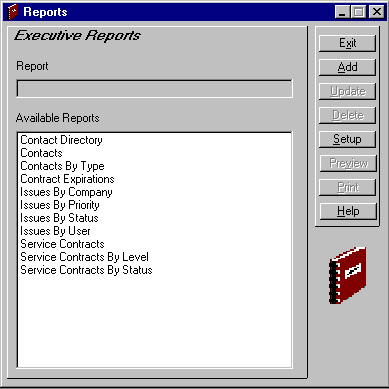 Reports
Executive Reports
Report
Available Reports
Contact Directory
Contacts
Contacts By Type
Contract Expirations
Issues By Company
Issues By Priority
Issues By Status
Issues By User
Service Contracts
Service Contracts By Level
Service Contracts By Status
Exit
Add
Update
Delete
Setup
Preview
Print
Help